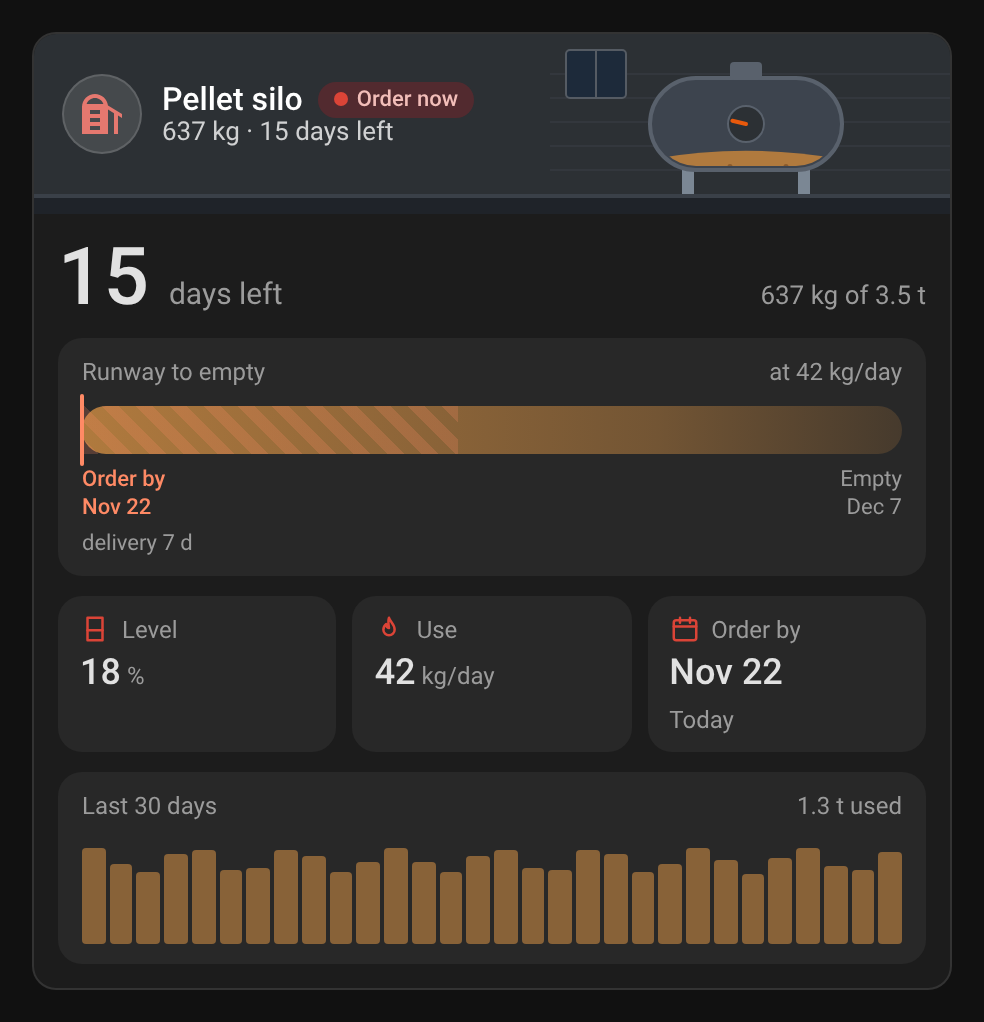 Pellet silo
Order now
637 kg · 15 days left
15 days left
637 kg of 3.5 t
Runway to empty
at 42 kg/day
Order by
Nov 22
delivery 7 d
Empty
Dec 7
Level
18 %
Use
42 kg/day
Order by
Nov 22
Today
Last 30 days
1.3 t used